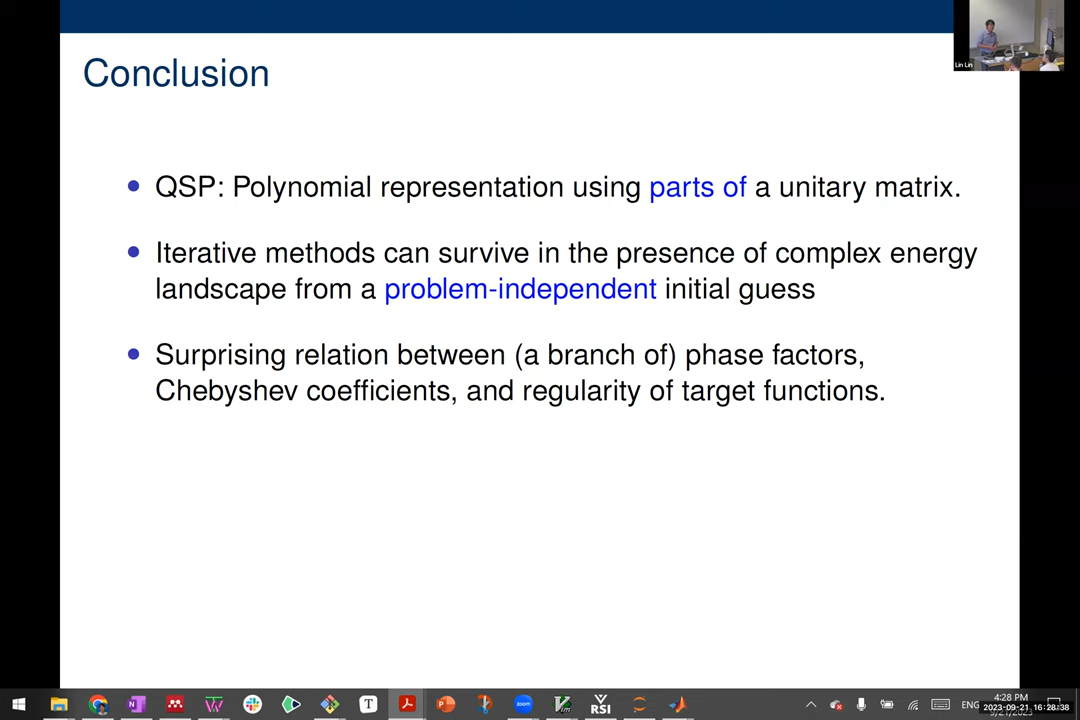 Lin Lin
Conclusion
QSP: Polynomial representation using parts of a unitary matrix.
Iterative methods can survive in the presence of complex energy
landscape from a problem-independent initial guess
Surprising relation between (a branch of) phase factors,
Chebyshev coefficients, and regularity of target functions.
N
T
zoom
RSI
ENG
4:28 PM
2023-09-21 16:28:38